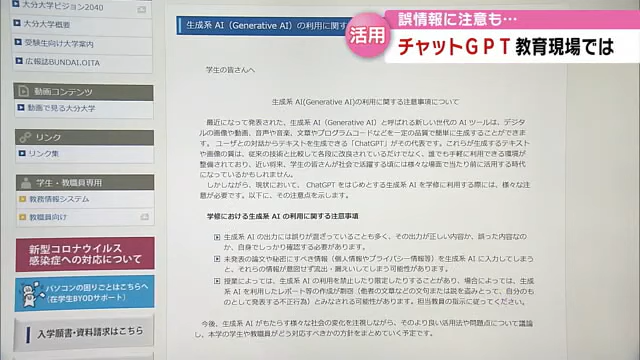 誤情報に注意も…
活用
チャットGPT教育現場では
大分大学ビジョン2040
大分大学概要
受験生向け大学案内
広報誌BUNDAI.OITA
動画コンテンツ
動画で見る大分大学
リンク
リンク集
学生・教職員専用
教務情報システム
教職員向け
新型コロナウイルス
感染症への対応について
パソコンの困りごとはこちらへ
(在学生BYODサポート)
入学願書・資料請求はこちら
生成系 AI(Generative AI)の利用に関す
学生の皆さんへ
生成系 AI(Generative AI)の利用に関する注意事項について
最近になって発表された、生成系 AI(Generative AI)と呼ばれる新しい世代の AI ツールは、デジタ
ルの画像や動画、音声や音楽、文章やプログラムコードなどを一定の品質で簡単に生成することができま
す。 ユーザとの対話からテキストを生成できる「ChatGPT」がその代表です。これらが生成するテキスト
や画像の質は、従来の技術と比較して各段に改良されているだけでなく、誰でも手軽に利用できる環境が
整備されており、近い将来、学生の皆さんが社会で活躍する頃には様々な場面で当たり前に活用する時代
になっているかもしれません。
しかしながら、現状において、 ChatGPT をはじめとする生成系 AI を学修に利用する際には、様々な注
意が必要です。以下に、その注意点を示します。
学修における生成系 AI の利用に関する注意事項
生成系 AI の出力には誤りが混ざっていることも多く、その出力が正しい内容か、誤った内容なの
か、自身でしっかり確認する必要があります。
未発表の論文や秘密にすべき情報(個人情報やプライバシー情報等)を生成系 AI に入力してしまう
と、それらの情報が意図せず流出・漏えいしてしまう可能性があります。
授業によっては、生成系 AI の利用を禁止したり限定したりすることがあり、場合によっては、生成
系 AI を利用したレポート等の作成が剽窃(他者の文章などの文句または説を盗みとって、自分のも
のとして発表する不正行為)とみなされる可能性があります。担当教員の指示に従ってください。
今後、生成系 AI がもたらす様々な社会の変化を注視しながら、そのより良い活用法や問題点について議論
し、本学の学生や教職員がどう対応すべきかの方針をまとめていく予定です。